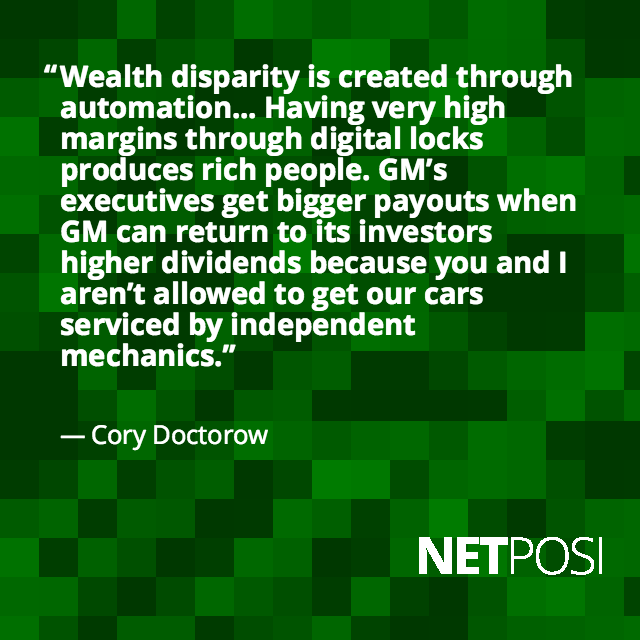 “Wealth disparity is created through
automation... Having very high
margins through digital locks
produces rich people. GM’s
executives get bigger payouts when
GM can return to its investors
higher dividends because you and I
aren’t allowed to get our cars
serviced by independent
mechanics.”
— Cory Doctorow
NETPOSI